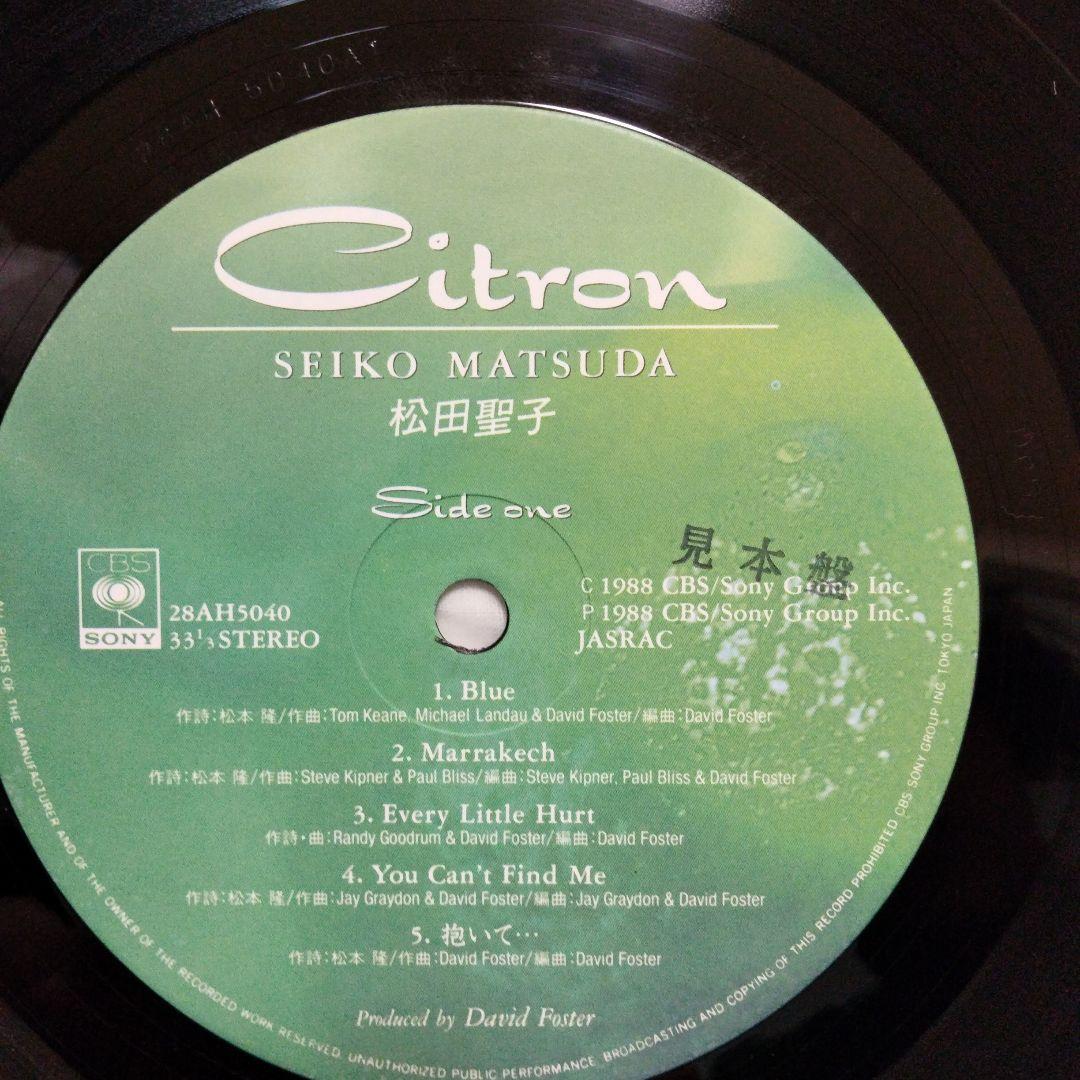 Citron
SEIKO MATSUDA
松田聖子
Side one
見本盤
CBS
SONY
28AH5040
33⅓ STEREO
C 1988 CBS/Sony Group Inc.
P 1988 CBS/Sony Group Inc.
JASRAC
1. Blue
作詩:松本 隆/作曲:Tom Keane, Michael Landau & David Foster/編曲:David Foster
2. Marrakech
作詩:松本 隆/作曲:Steve Kipner & Paul Bliss/編曲:Steve Kipner, Paul Bliss & David Foster
3. Every Little Hurt
作詩・曲:Randy Goodrum & David Foster/編曲:David Foster
4. You Can't Find Me
作詩:松本 隆/作曲:Jay Graydon & David Foster/編曲:Jay Graydon & David Foster
5. 抱いて…
作詩:松本 隆/作曲:David Foster/編曲:David Foster
Produced by David Foster
RIGHTS OF THE MANUFACTURER AND OF THE OWNER OF THE RECORDED WORK RESERVED. UNAUTHORIZED PUBLIC PERFORMANCE. BROADCASTING AND COPYING OF THIS RECORD PROHIBITED CBS SONY GROUP INC. TOKYO JAPAN